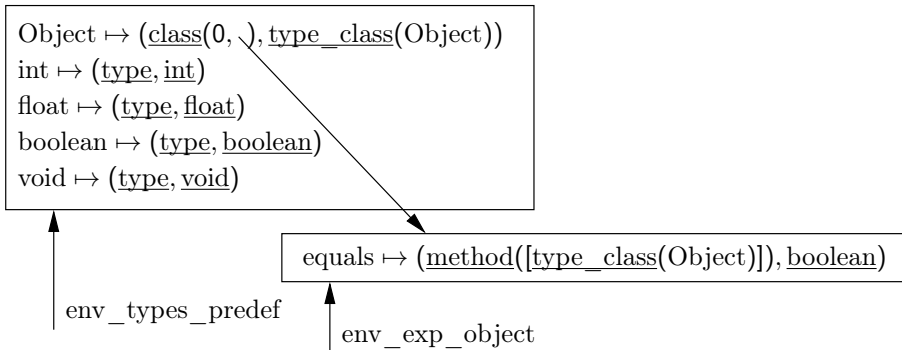 Object ↦ (class(0, ),type_class(Object))
int ↦ (type, int)
float ↦ (type, float)
boolean ↦ (type, boolean)
void ↦ (type, void)
equals ↦ (method([type_class(Object)]), boolean)
env_types_predef
env_exp_object